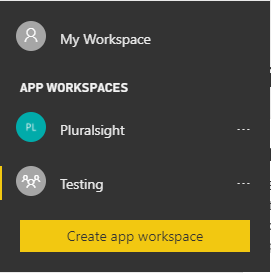 My Workspace
APP WORKSPACES
PL Pluralsight ...
Testing ...
Create app workspace